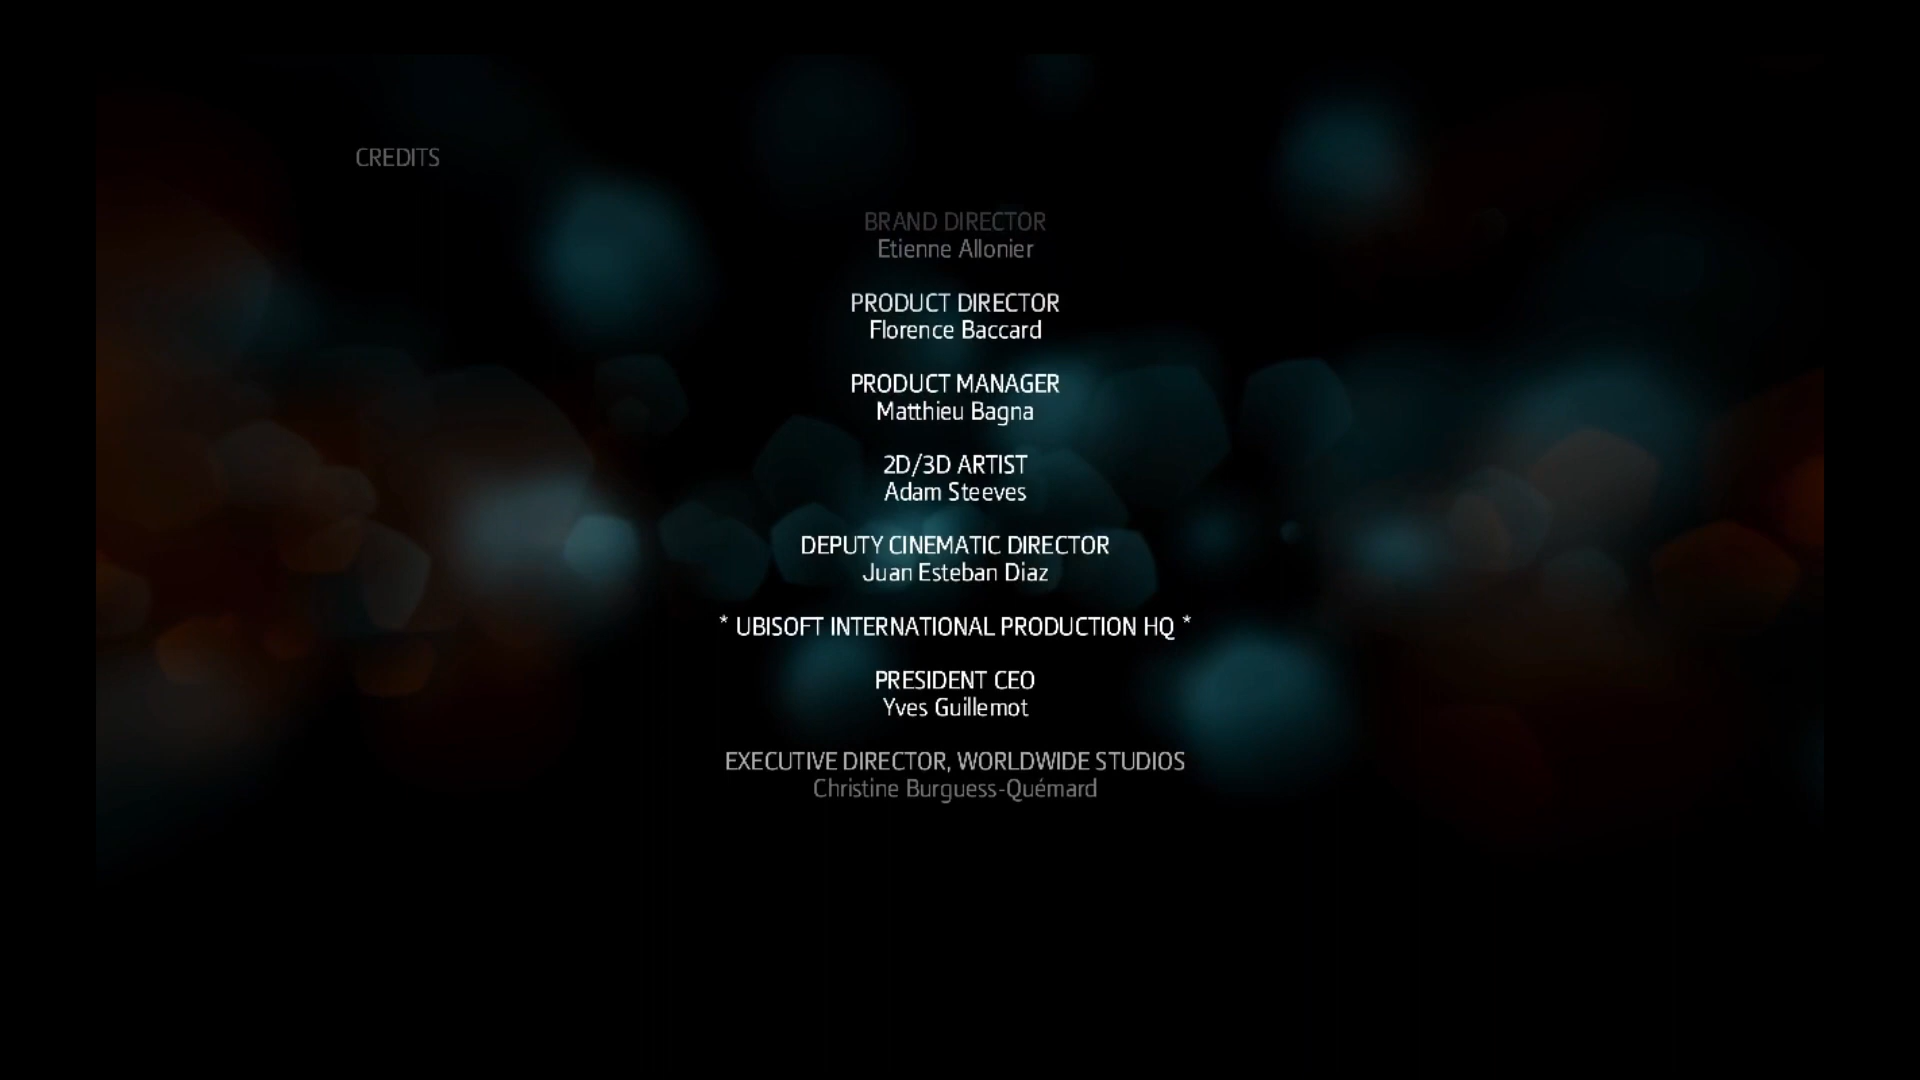 CREDITS
BRAND DIRECTOR
Etienne Allonier
PRODUCT DIRECTOR
Florence Baccard
PRODUCT MANAGER
Matthieu Bagna
2D/3D ARTIST
Adam Steeves
DEPUTY CINEMATIC DIRECTOR
Juan Esteban Diaz
* UBISOFT INTERNATIONAL PRODUCTION HQ *
PRESIDENT CEO
Yves Guillemot
EXECUTIVE DIRECTOR, WORLDWIDE STUDIOS
Christine Burguess-Quémard